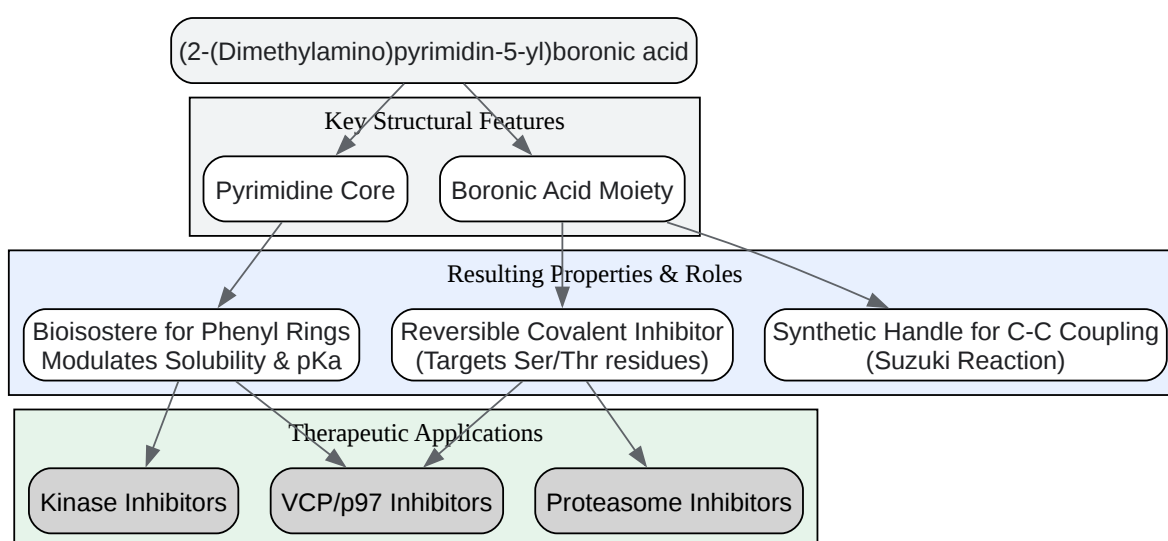 (2-(Dimethylamino)pyrimidin-5-yl)boronic acid
Key Structural Features
Pyrimidine Core
Boronic Acid Moiety
Resulting Properties & Roles
Bioisostere for Phenyl Rings
Modulates Solubility & pKa
Reversible Covalent Inhibitor
(Targets Ser/Thr residues)
Synthetic Handle for C-C Coupling
(Suzuki Reaction)
Therapeutic Applications
Kinase Inhibitors
VCP/p97 Inhibitors
Proteasome Inhibitors